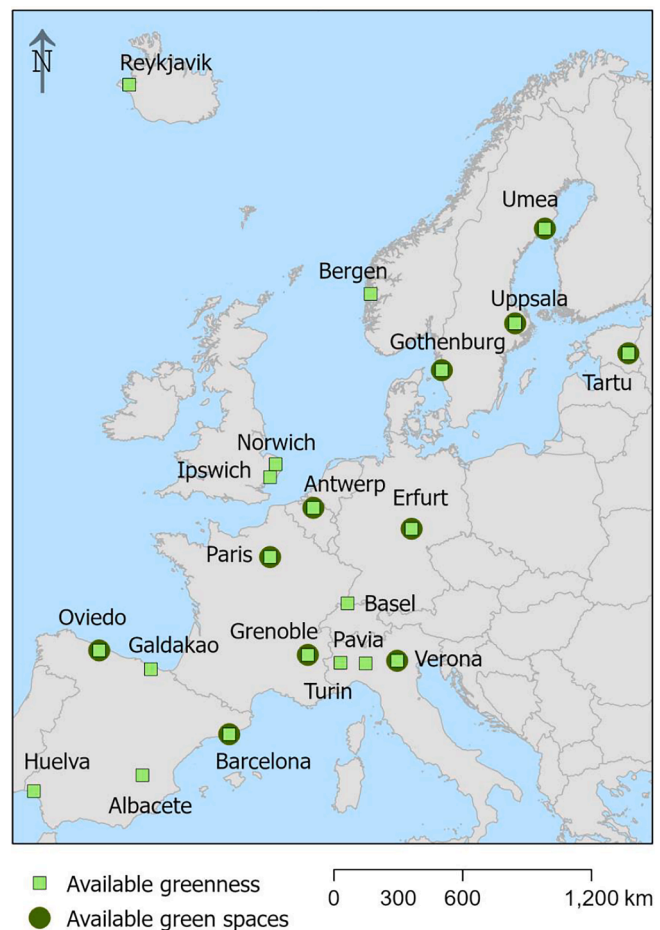 N
Reykjavik
Umea
Bergen
Uppsala
Gothenburg
Tartu
Norwich
Ipswich
Antwerp
Erfurt
Paris
Basel
Oviedo
Galdakao
Grenoble
Pavia
Verona
Turin
Huelva
Barcelona
Albacete
Available greenness
Available green spaces
0 300 600 1,200 km